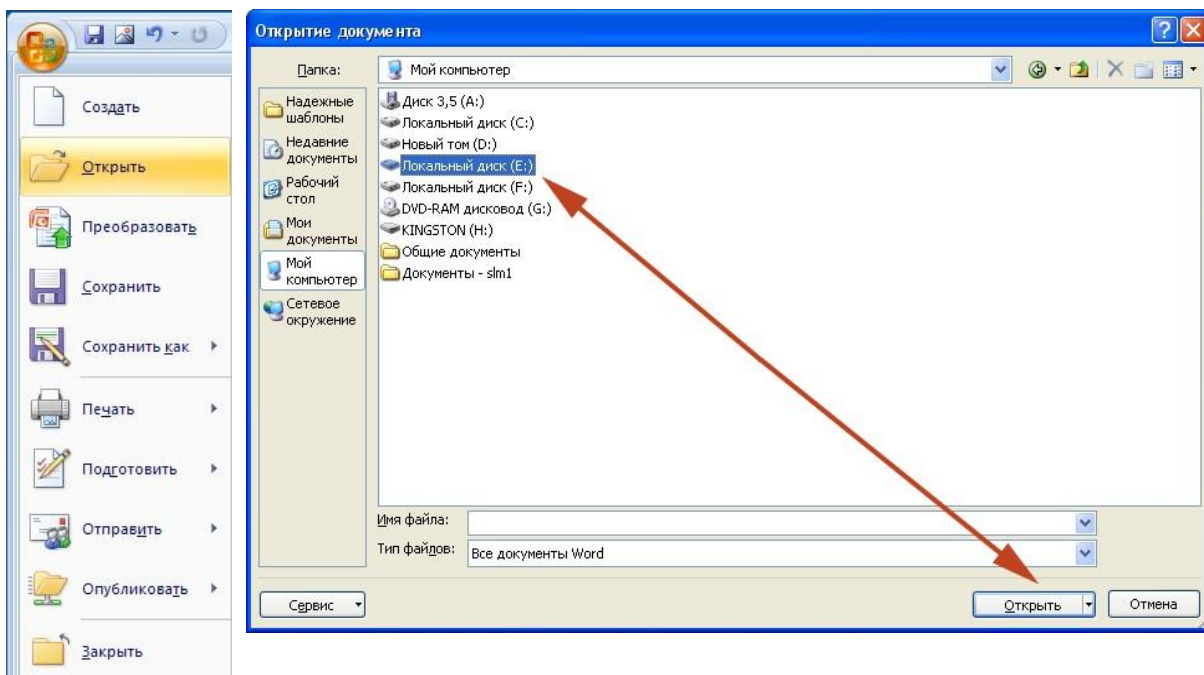 Создать
Открыть
Преобразовать
Сохранить
Сохранить как
Печать
Подготовить
Отправить
Опубликовать
Закрыть
Открытие документа
Папка:
Мой компьютер
Надежные
шаблоны
Недавние
документы
Рабочий
стол
Мои
документы
Мой
компьютер
Сетевое
окружение
Диск 3,5 (A:)
Локальный диск (C:)
Новый том (D:)
Локальный диск (E:)
Локальный диск (F:)
DVD-RAM дисковод (G:)
KINGSTON (H:)
Общие документы
Документы - slm1
Имя файла:
Тип файлов:
Все документы Word
Сервис
Открыть
Отмена